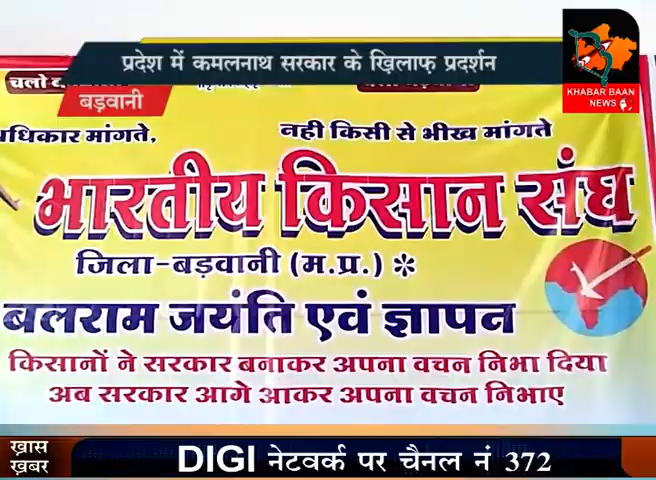 प्रदेश में कमलनाथ सरकार के ख़िलाफ़ प्रदर्शन
KHABAR BAAN
NEWS
चलो
बड़वानी
धिकार मांगते, नही किसी से भीख मांगते
भारतीय किसान संघ
जिला-बड़वानी (म.प्र.) *
बलराम जयंति एवं ज्ञापन
किसानों ने सरकार बनाकर अपना वचन निभा दिया
अब सरकार आगे आकर अपना वचन निभाए
ख़ास
ख़बर
DIGI नेटवर्क पर चैनल नं 372